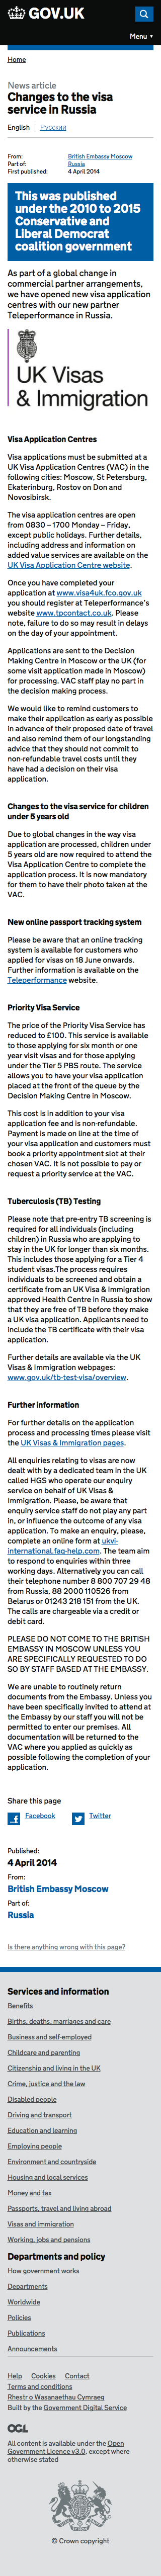 GOV.UK
Menu ▼
Home
News article
Changes to the visa
service in Russia
English | Русский
From: British Embassy Moscow
Part of: Russia
First published: 4 April 2014
This was published
under the 2010 to 2015
Conservative and
Liberal Democrat
coalition government
As part of a global change in
commercial partner arrangements,
we have opened new visa application
centres with our new partner
Teleperformance in Russia.
UK Visas
& Immigration
Visa Application Centres
Visa applications must be submitted at a
UK Visa Application Centre (VAC) in the
following cities: Moscow, St Petersburg,
Ekaterinburg, Rostov on Don and
Novosibirsk.
The visa application centres are open
from 0830 – 1700 Monday – Friday,
except public holidays. Further details,
including address and information on
added value services are available on the
UK Visa Application Centre website.
Once you have completed your
application at www.visa4uk.fco.gov.uk
you should register at Teleperformance's
website www.tpcontact.co.uk. Please
note, failure to do so may result in delays
on the day of your appointment.
Applications are sent to the Decision
Making Centre in Moscow or the UK (for
some visit applications made in Moscow)
for processing. VAC staff play no part in
the decision making process.
We would like to remind customers to
make their visa applications well before
they are due to travel and before they
have made any advance payment for
travel and also remind them of our longstanding
advice that they should not commit to
non-refundable travel costs until they
have the outcome of their visa
application.
Changes to the visa service for children
under 5 years old
Due to global changes in the way visa
application are processed, children under
5 years old are now required to attend the
Visa Application Centre to complete the
application process. It is now mandatory
for them to have their photo taken at the
VAC.
New online passport tracking system
Please be aware that an online tracking
system is available for customers who
applied for visas on 18 June onwards.
Further information is available on the
Teleperformance website.
Priority Visa Service
The price of the Priority Visa Service has
reduced to £100. This service is available
to those applying for six month or one
year visit visas and for those applying
under the Tier 5 PBS route. The service
allows you to have your visa application
placed at the front of the queue by the
Decision Making Centre in Moscow.
This cost is in addition to your visa
application fee and is non-refundable.
Payment is made online at the time of
your application and customers must
book a priority appointment slot at their
chosen VAC. It is not possible to pay or
request a priority service at the VAC.
Tuberculosis (TB) Testing
Please note that pre-entry TB screening is
required for all individuals (including
children) in Russia who are applying to
stay in the UK for longer than six months.
This includes those applying for a Tier 4
student visas.The pre process requires
individuals to be screened and obtain a
certificate from an UK Visa & Immigration
approved Health Centre in Russia to show
that they are free of TB before they make
a UK visa application. Applicants need to
include the TB certificate with their visa
application.
Further details are available via the UK
Visas & Immigration webpages:
www.gov.uk/tb-test-visa/overview.
Further information
For further details on the application
process and processing times please visit
the UK Visas & Immigration pages.
All enquiries relating to visas are now
dealt with by a dedicated team in the UK
called HGS who operate our enquiry
service on behalf of UK Visas &
Immigration. Please, be aware that
enquiry service staff do not play any part
in, or have any influence on, the outcome
of your application. To make an enquiry, please,
complete an online form at ukvi-
international.faq-help.com. The team aim
to respond to enquiries within three
working days. Alternatively you can call
their telephone number 8 800 700 29 48
from Russia, 88 2000 110526 from
Belarus or 01243 218 151 from the UK.
Calls are chargeable via use of a credit or
debit card.
PLEASE DO NOT COME TO THE BRITISH
EMBASSY IN MOSCOW UNLESS YOU
ARE SPECIFICALLY REQUESTED TO DO
SO BY STAFF BASED AT THE EMBASSY.
We are unable to routinely return
documents from the Embassy. Unless you
have been specifically invited to attend at
the Embassy by our staff you will not be
permitted to enter our premises. All
documentation will be returned to you
where you applied as quickly as
possible following the completion of your
application.
Share this page
Facebook Twitter
Published:
4 April 2014
From:
British Embassy Moscow
Part of:
Russia
Is there anything wrong with this page?
Services and information
Benefits
Births, deaths, marriages and care
Business and self-employed
Childcare and parenting
Citizenship and living in the UK
Crime, justice and the law
Disabled people
Driving and transport
Education and learning
Employing people
Environment and countryside
Housing and local services
Money and tax
Passports, travel and living abroad
Visas and immigration
Working, jobs and pensions
Departments and policy
How government works
Departments
Worldwide
Policies
Publications
Announcements
Help Cookies Contact
Terms and conditions
Rhestr o Wasanaethau Cymraeg
Built by the Government Digital Service
OGL
All content is available under the Open
Government Licence v3.0, except where
otherwise stated
© Crown copyright